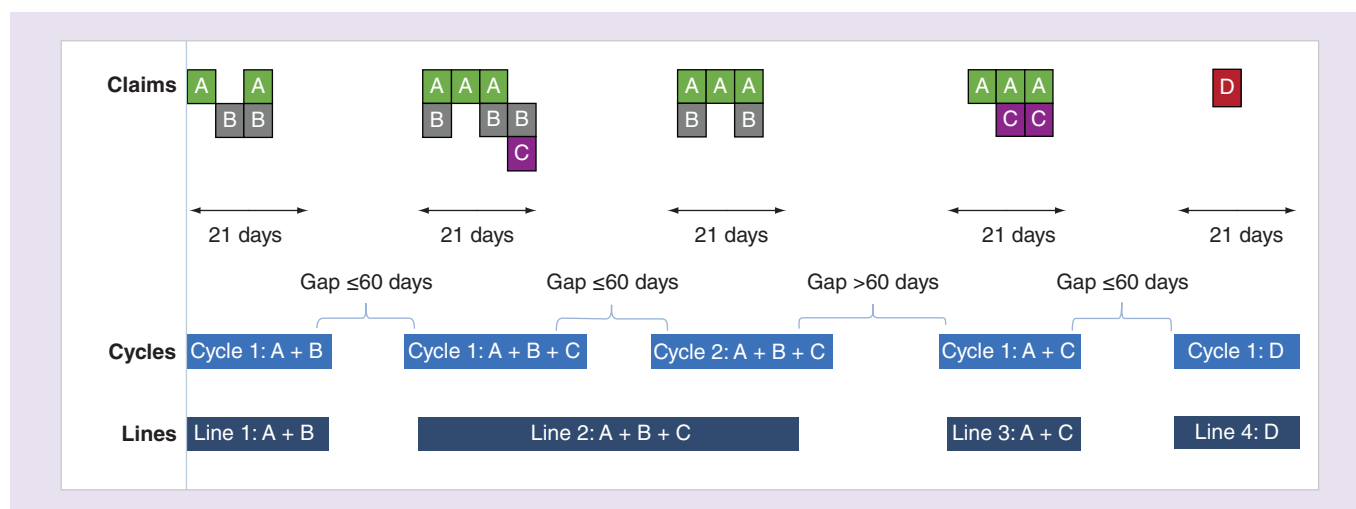 Claims A A A A A A A A A A A D
B B B B B B B C C
C
21 days 21 days 21 days 21 days 21 days
Gap ≤60 days Gap ≤60 days Gap >60 days Gap ≤60 days
Cycles Cycle 1: A + B Cycle 1: A + B + C Cycle 2: A + B + C Cycle 1: A + C Cycle 1: D
Lines Line 1: A + B Line 2: A + B + C Line 3: A + C Line 4: D